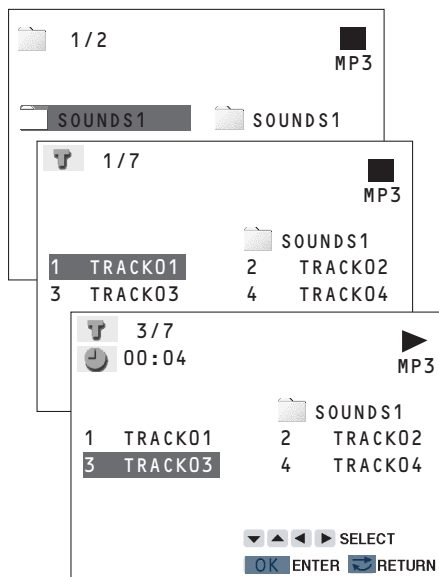 1/2
MP3
SOUNDS1 SOUNDS1
T 1/7
MP3
SOUNDS1
1 TRACK01 2 TRACK02
3 TRACK03 4 TRACK04
T 3/7
00:04
MP3
SOUNDS1
1 TRACK01 2 TRACK02
3 TRACK03 4 TRACK04
SELECT
OK ENTER RETURN